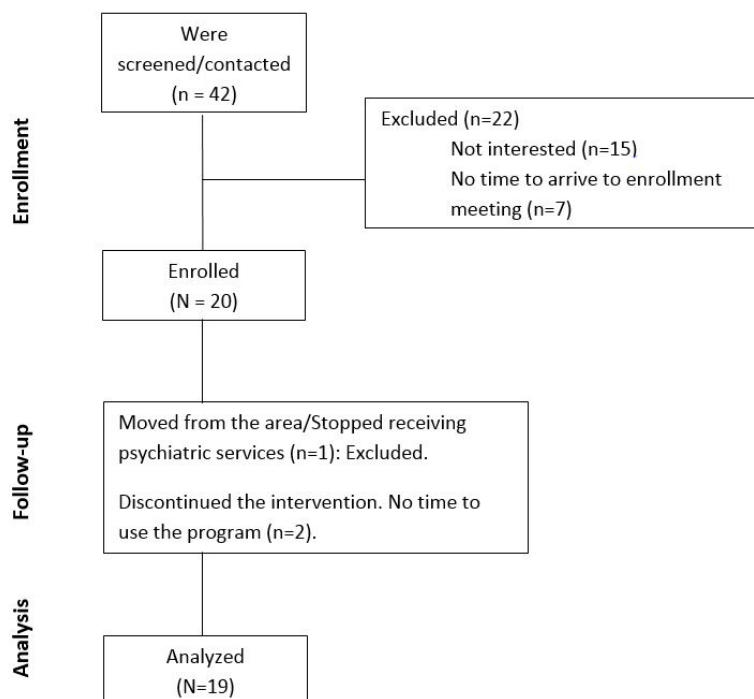 Were
screened/contacted
(n = 42)
Enrollment
Excluded (n=22)
Not interested (n=15)
No time to arrive to enrollment
meeting (n=7)
Enrolled
(N = 20)
Follow-up
Moved from the area/Stopped receiving
psychiatric services (n=1): Excluded.
Discontinued the intervention. No time to
use the program (n=2).
Analysis
Analyzed
(N=19)